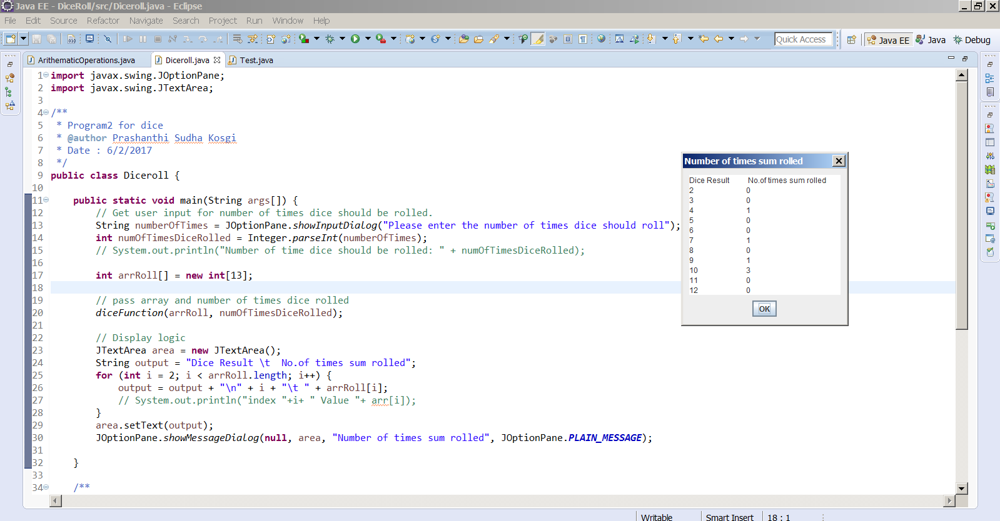 Java EE - DiceRoll/src/Diceroll.java - Eclipse
File Edit Source Refactor Navigate Search Project Run Window Help
Quick Access Java EE Java Debug
ArithematicOperations.java Diceroll.java Test.java
1 import javax.swing.JOptionPane;
2 import javax.swing.JTextArea;
3
4 /**
5 * Program2 for dice
6 * @author Prashanthi Sudha Kosgi
7 * Date : 6/2/2017
8 */
9 public class Diceroll {
10
11 public static void main(String args[]) {
12 // Get user input for number of times dice should be rolled.
13 String numberOfTimes = JOptionPane.showInputDialog("Please enter the number of times dice should roll");
14 int numOfTimesDiceRolled = Integer.parseInt(numberOfTimes);
15 // System.out.println("Number of time dice should be rolled: " + numOfTimesDiceRolled);
16
17 int arrRoll[] = new int[13];
18
19 // pass array and number of times dice rolled
20 diceFunction(arrRoll, numOfTimesDiceRolled);
21
22 // Display logic
23 JTextArea area = new JTextArea();
24 String output = "Dice Result \t  No.of times sum rolled";
25 for (int i = 2; i < arrRoll.length; i++) {
26 output = output + "\n" + i + "\t " + arrRoll[i];
27 // System.out.println("index "+i+ " Value "+ arr[i]);
28 }
29 area.setText(output);
30 JOptionPane.showMessageDialog(null, area, "Number of times sum rolled", JOptionPane.PLAIN_MESSAGE);
31
32 }
33
34 /**
Number of times sum rolled
Dice Result No.of times sum rolled
2 0
3 0
4 1
5 0
6 0
7 1
8 0
9 1
10 3
11 0
12 0
OK
Writable Smart Insert 18 : 1